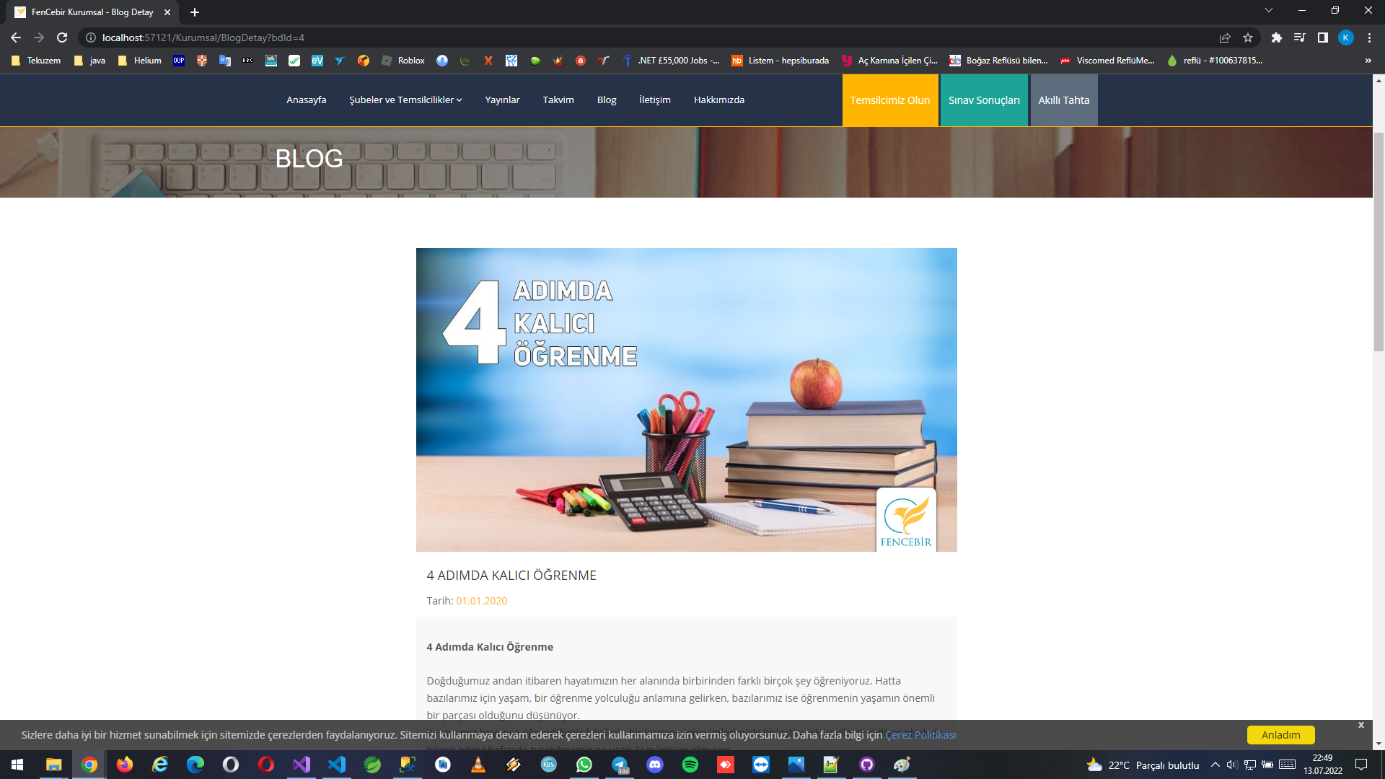 FenCebir Kurumsal - Blog Detay
localhost:57121/Kurumsal/BlogDetay?bdId=4
Tekuzem java Helium OUP BBC Roblox .NET £55,000 Jobs -... hb Listem - hepsiburada Aç Karnına İçilen Çi... Boğaz Reflüsü bilen... Viscomed RefluMe... reflü - #100637815...
Anasayfa Şubeler ve Temsilcilikler Yayınlar Takvim Blog İletişim Hakkımızda Temsilcimiz Olun Sınav Sonuçları Akıllı Tahta
BLOG
4 ADIMDA
KALICI
ÖĞRENME
FENCEBİR
4 ADIMDA KALICI ÖĞRENME
Tarih: 01.01.2020
4 Adımda Kalıcı Öğrenme
Doğduğumuz andan itibaren hayatımızın her alanında birbirinden farklı birçok şey öğreniyoruz. Hatta
bazılarımız için yaşam, bir öğrenme yolculuğu anlamına gelirken, bazılarımız ise öğrenmenin yaşamın önemli
bir parçası olduğunu düşünüyor.
Sizlere daha iyi bir hizmet sunabilmek için sitemizde çerezlerden faydalanıyoruz. Sitemizi kullanmaya devam ederek çerezleri kullanmamıza izin vermiş oluyorsunuz. Daha fazla bilgi için Çerez Politikası
x
Anladım
22°C Parçalı bulutlu
22:49
13.07.2022